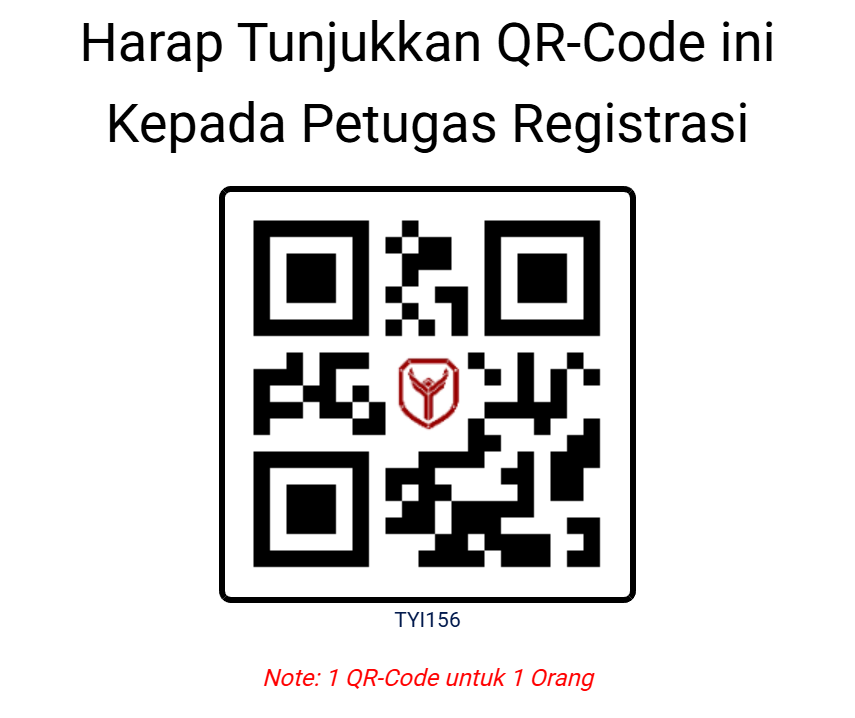 Harap Tunjukkan QR-Code ini
Kepada Petugas Registrasi
TYI156
Note: 1 QR-Code untuk 1 Orang